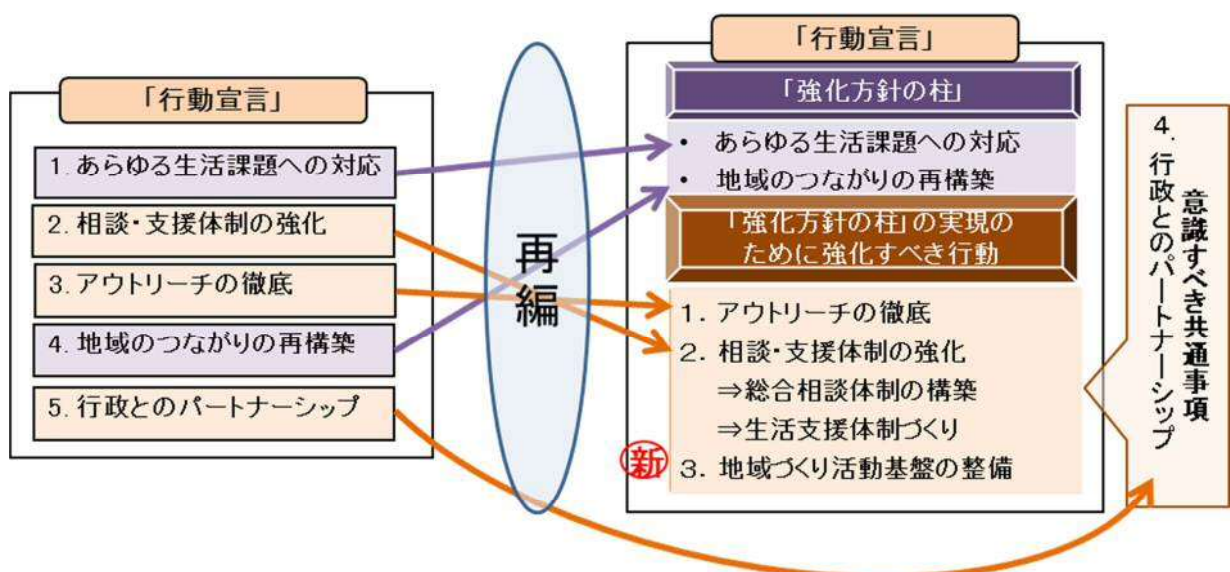 「行動宣言」
1. あらゆる生活課題への対応
2. 相談・支援体制の強化
3. アウトリーチの徹底
4. 地域のつながりの再構築
5. 行政とのパートナーシップ
再編
「行動宣言」
「強化方針の柱」
• あらゆる生活課題への対応
• 地域のつながりの再構築
「強化方針の柱」の実現の
ために強化すべき行動
1. アウトリーチの徹底
2. 相談・支援体制の強化
⇒総合相談体制の構築
⇒生活支援体制づくり
新
3. 地域づくり活動基盤の整備
意識すべき共通事項
4. 行政とのパートナーシップ